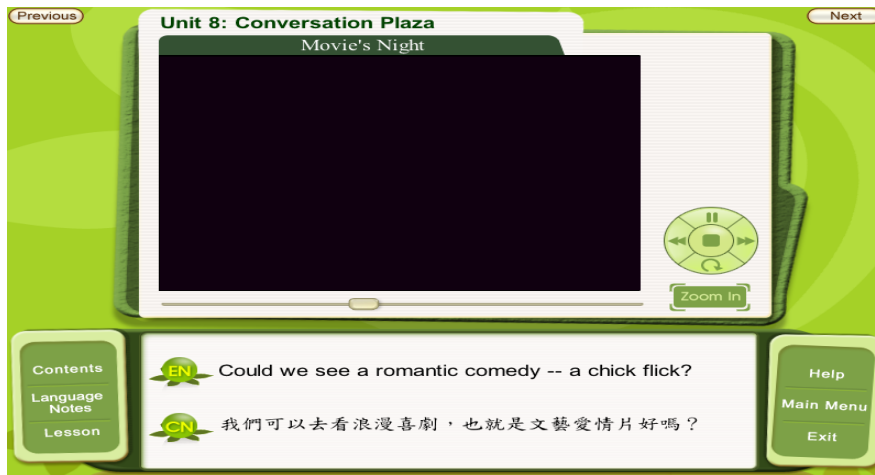 Previous
Next
Unit 8: Conversation Plaza
Movie's Night
Zoom In
Contents
Language
Notes
Lesson
EN Could we see a romantic comedy -- a chick flick?
CN 我們可以去看浪漫喜劇，也就是文藝愛情片好嗎？
Help
Main Menu
Exit